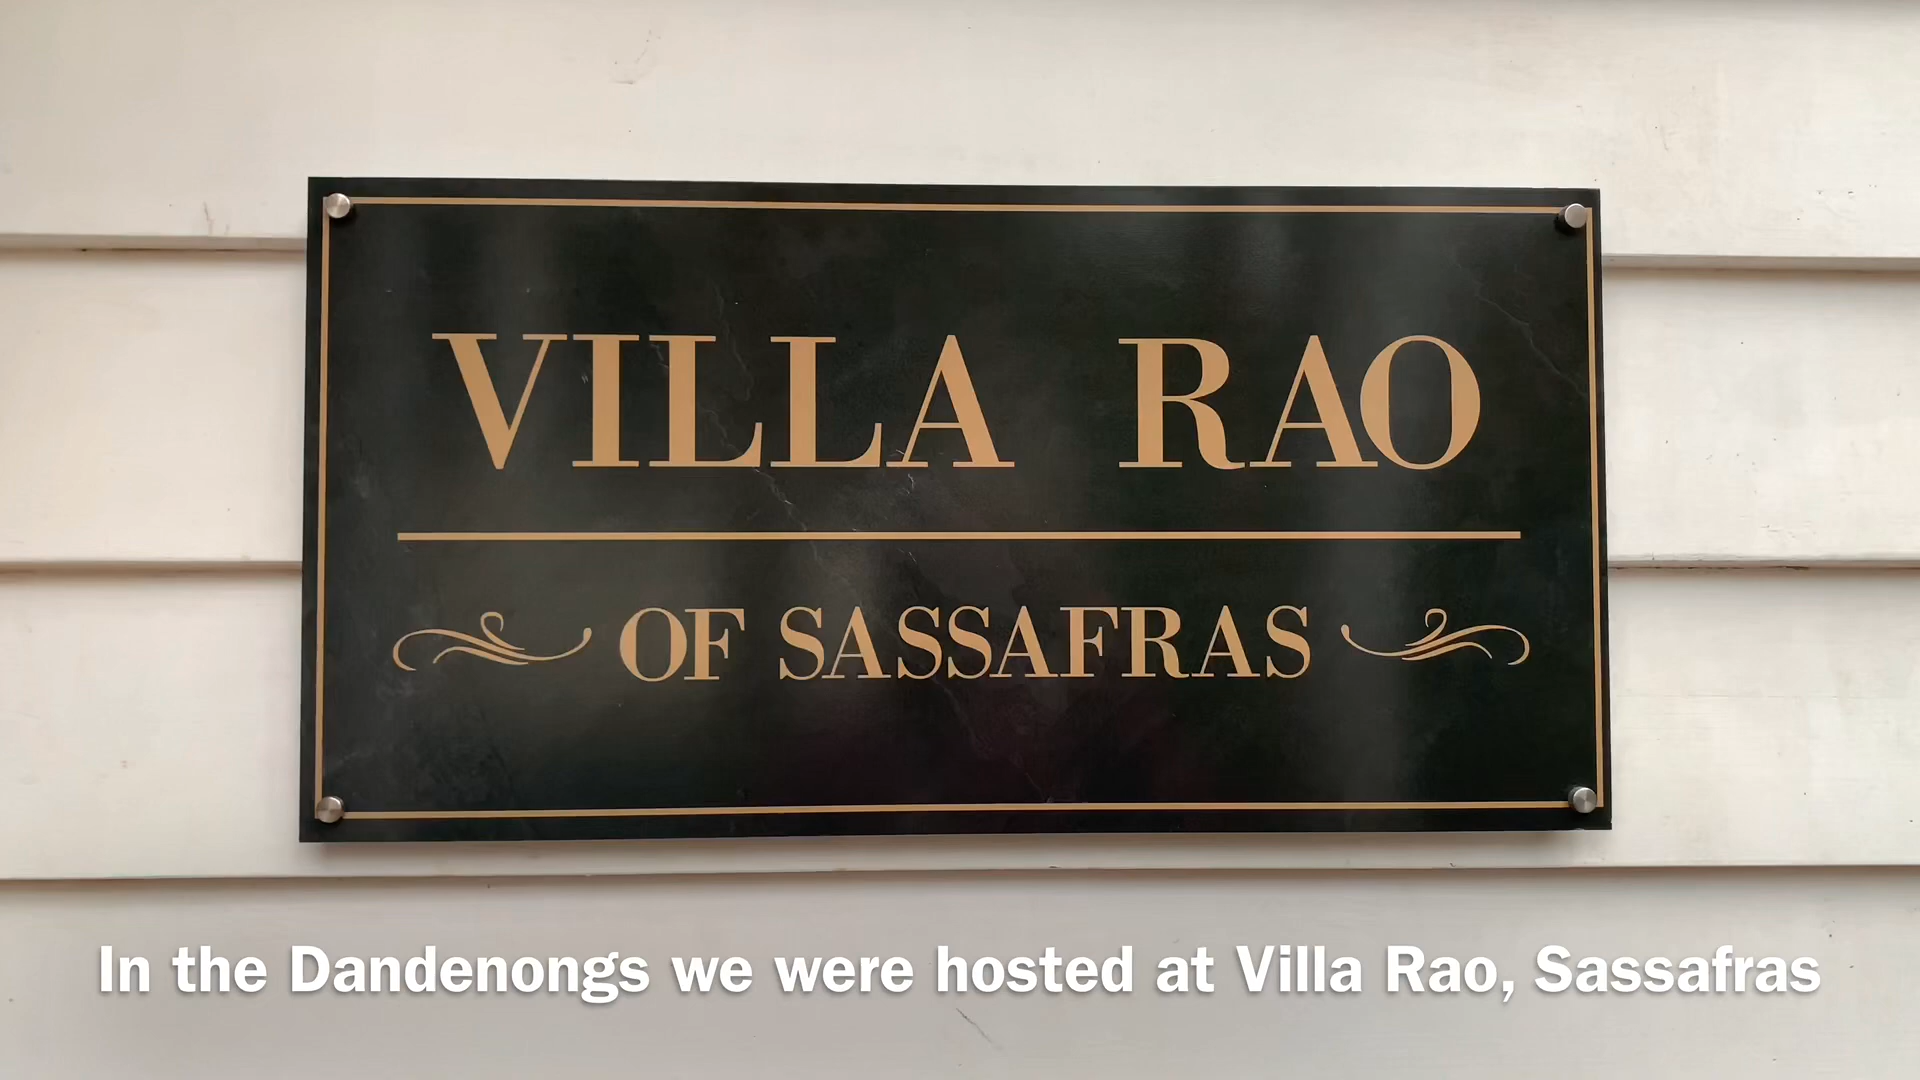 VILLA RAO
OF SASSAFRAS
In the Dandenongs we were hosted at Villa Rao, Sassafras